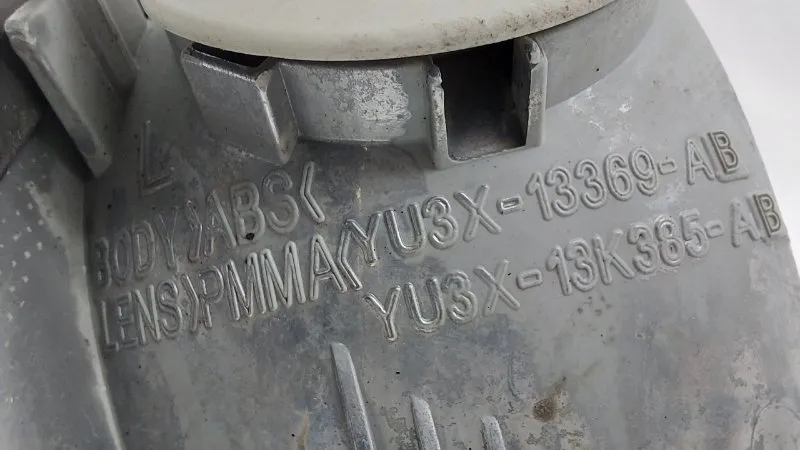 L
BODY>ABS< YU3X-13369-AB
LENS>PMMA< YU3X-13K385-AB